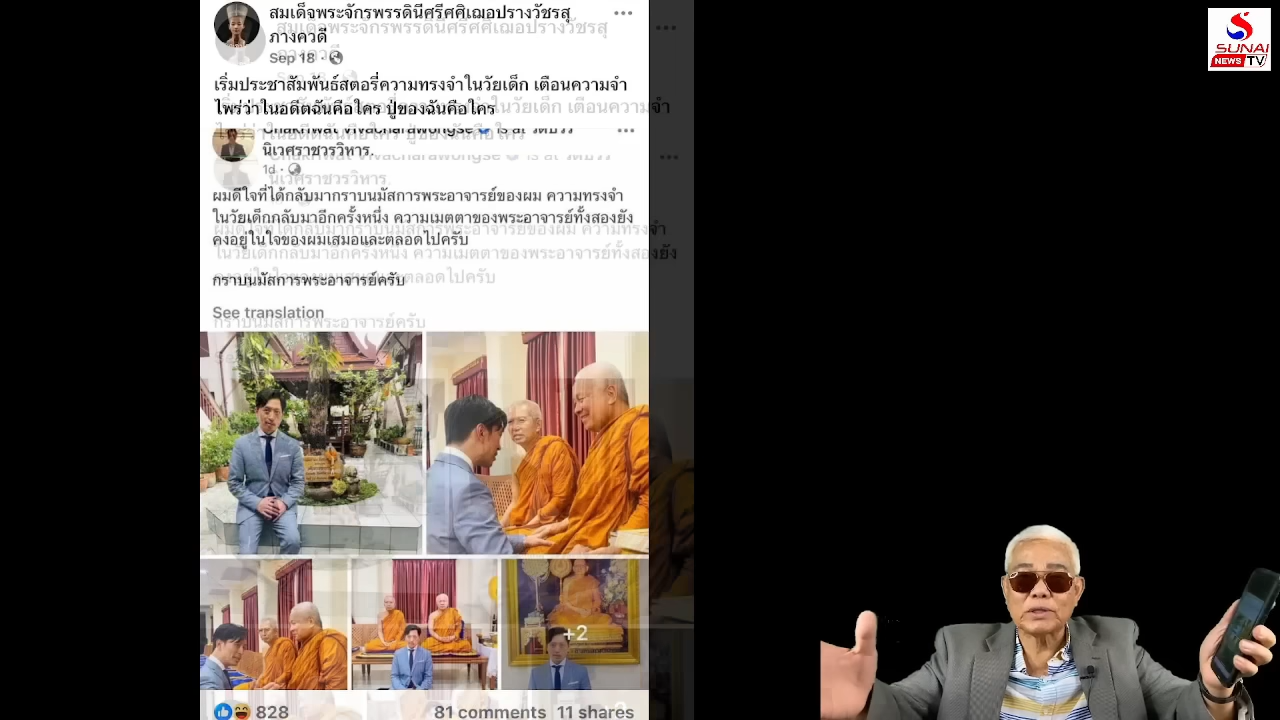 สมเด็จพระจักรพรรดินีศรีศศิเฌอปรางวัชรสุ
ภางควดี
Sep 18 ·
เริ่มประชาสัมพันธ์สตอรี่ความทรงจำในวัยเด็ก เตือนความจำ
ไพร่ว่าในอดีตฉันคือใคร ปู่ของฉันคือใคร
Chakriwat Vivacharawongse is at วัดบวร
นิเวศราชวรวิหาร.
1d ·
ผมดีใจที่ได้กลับมากราบนมัสการพระอาจารย์ของผม ความทรงจำ
ในวัยเด็กกลับมาอีกครั้งหนึ่ง ความเมตตาของพระอาจารย์ทั้งสองยัง
คงอยู่ในใจของผมเสมอและตลอดไปครับ
กราบนมัสการพระอาจารย์ครับ
See translation
+2
828
81 comments 11 shares
SUNAI
NEWS TV